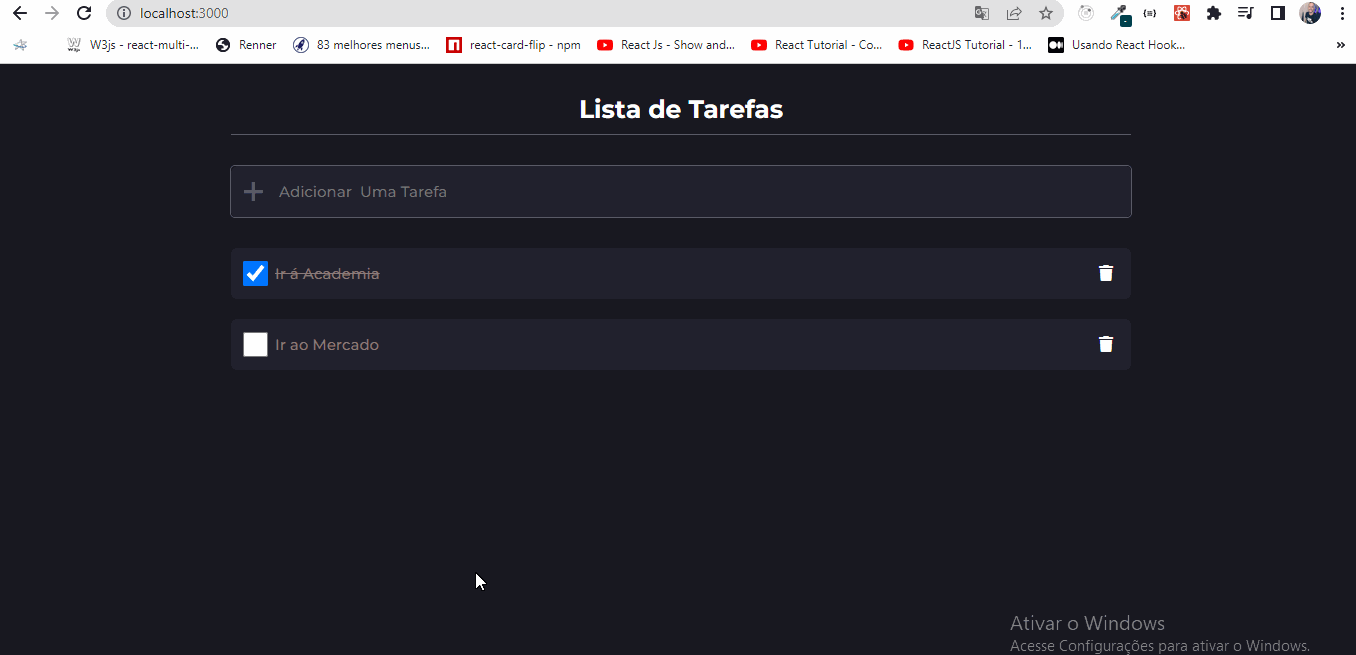 localhost:3000
W3js - react-multi-... Renner 83 melhores menus... react-card-flip - npm React Js - Show and... React Tutorial - Co... ReactJS Tutorial - 1... Usando React Hook... »
Lista de Tarefas
Adicionar Uma Tarefa
Ir á Academia
Ir ao Mercado
Ativar o Windows
Acesse Configurações para ativar o Windows.